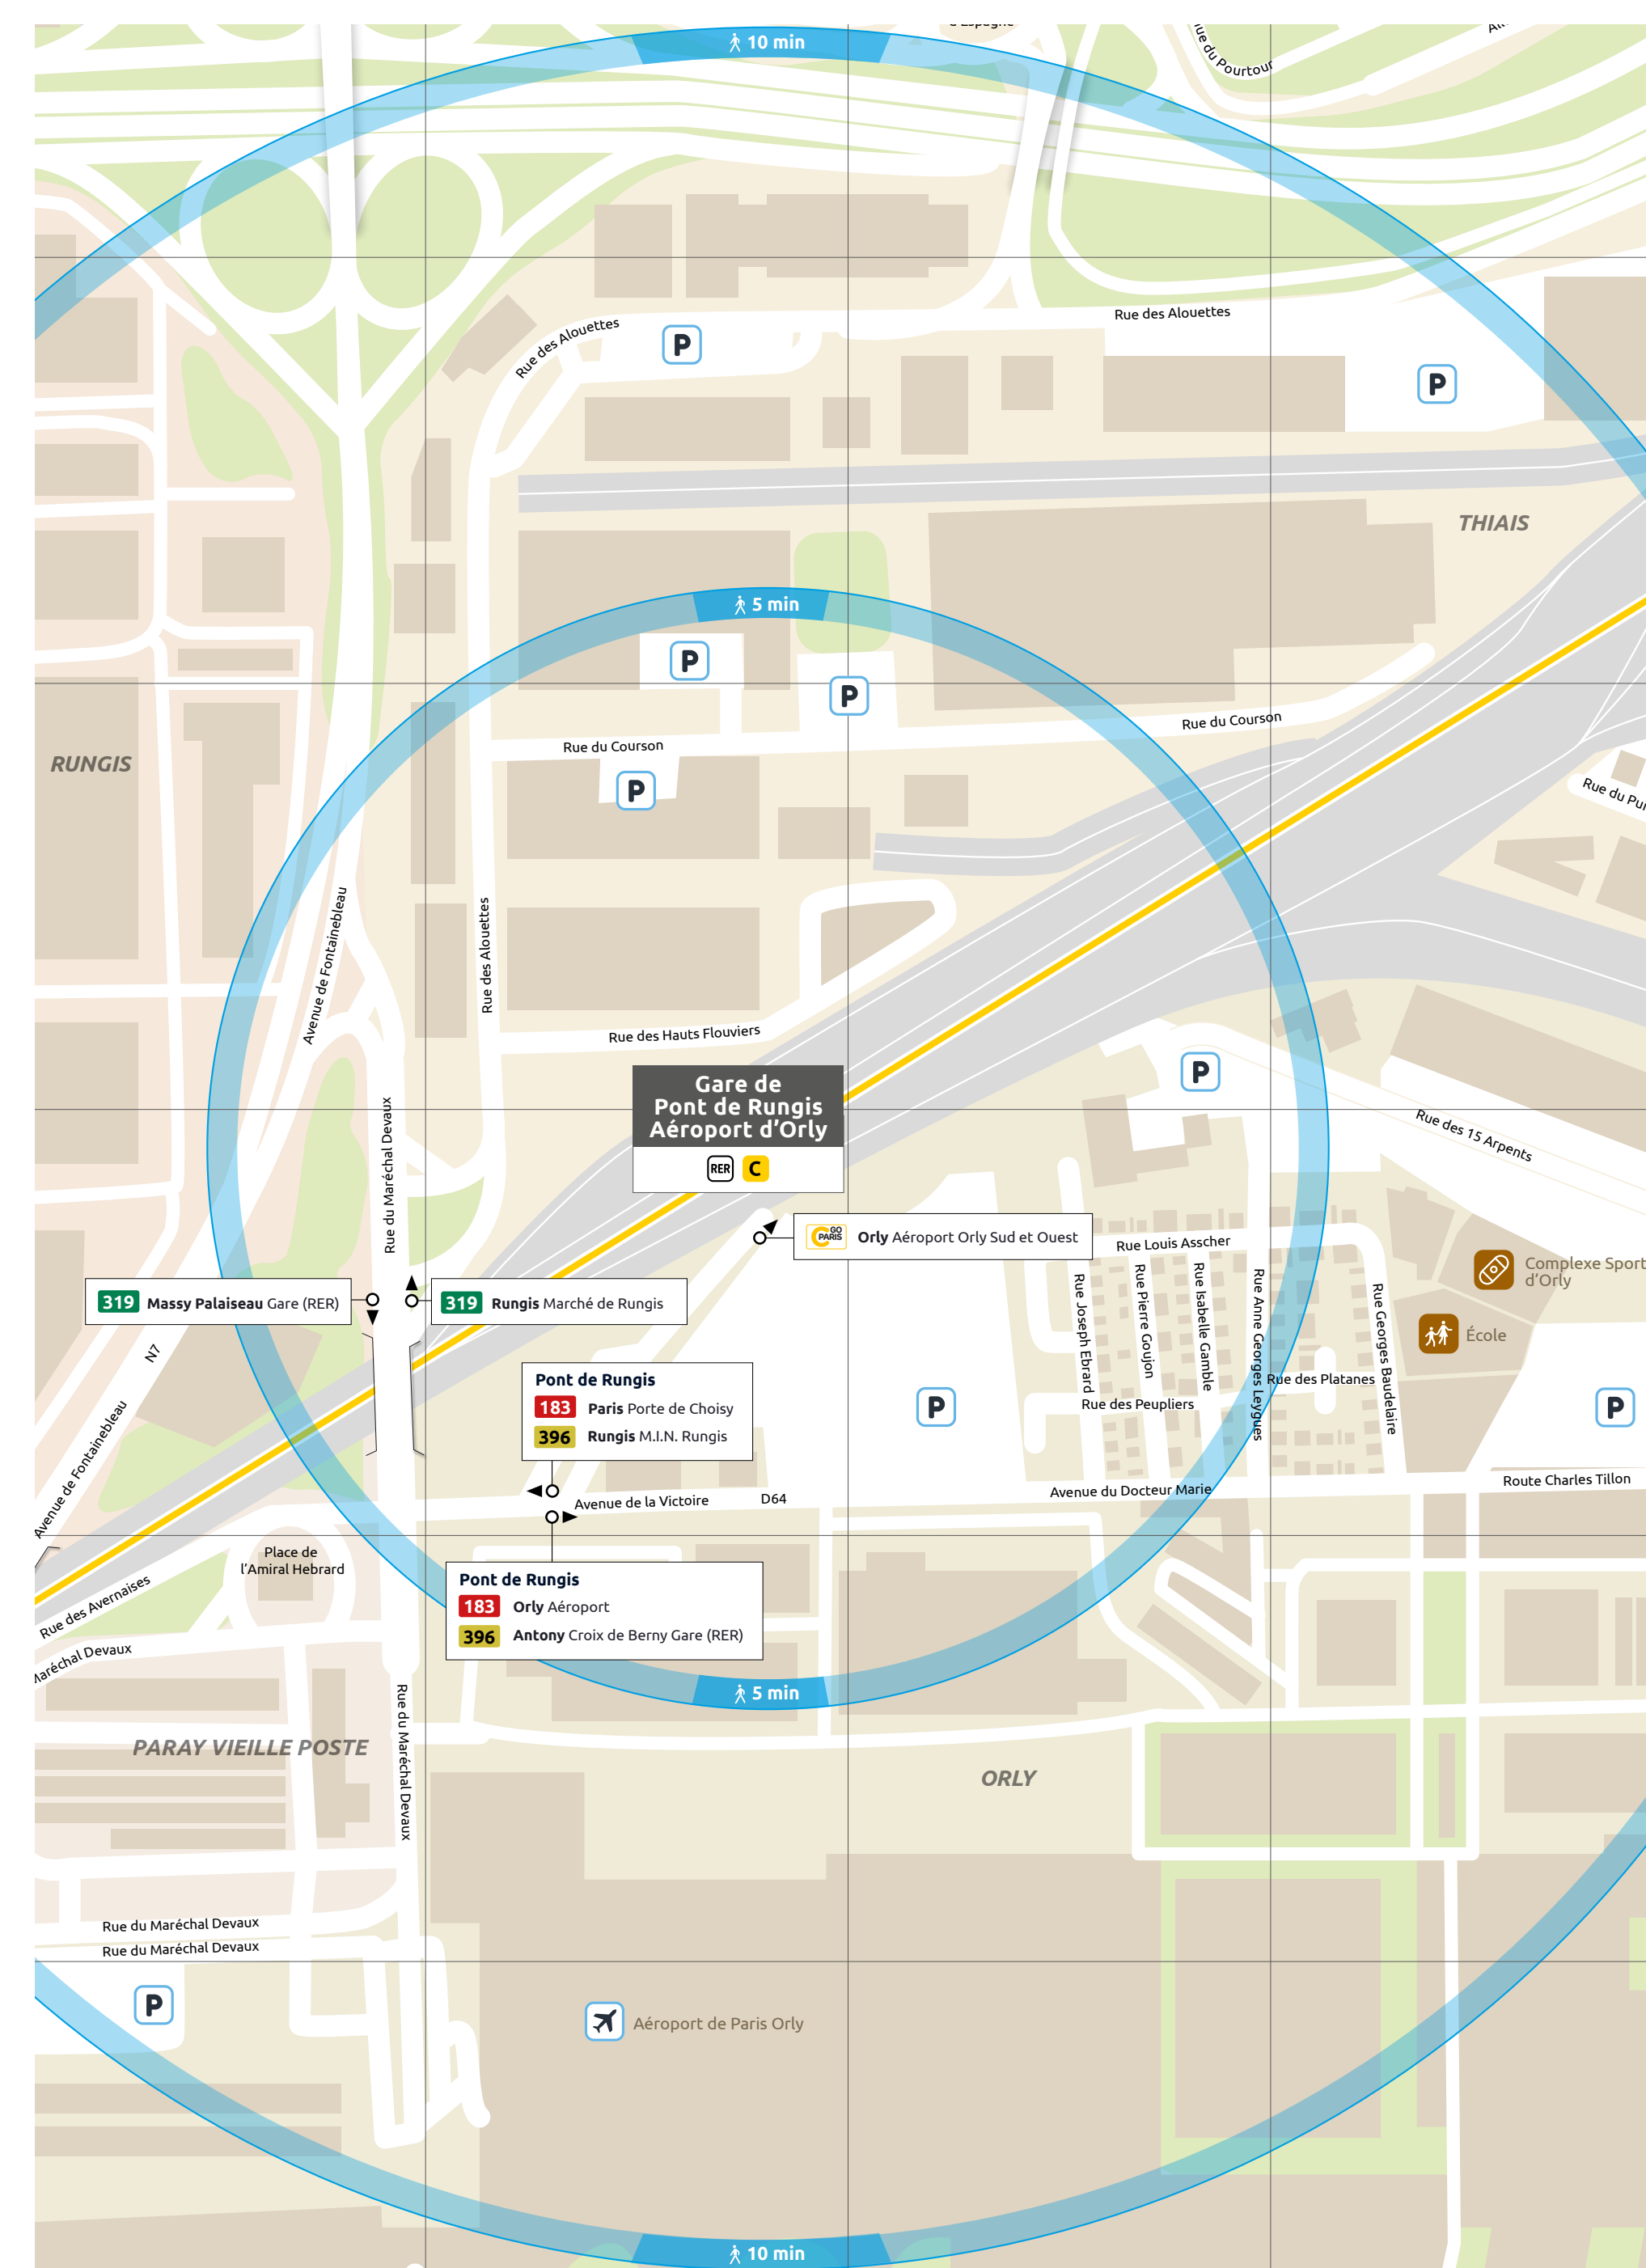 10 min
Rue du Pourtour
Rue des Alouettes
Rue des Alouettes
P
P
THIAIS
5 min
P
P
Rue du Courson
Rue du Courson
RUNGIS
P
Avenue de Fontainebleau
Rue des Alouettes
Rue des Hauts Flouviers
Gare de
Pont de Rungis
Aéroport d'Orly
RER C
P
Rue des 15 Arpents
Rue du Maréchal Devaux
GO
C PARIS
Orly Aéroport Orly Sud et Ouest
Rue Louis Asscher
Rue Joseph Ebrard
Rue Pierre Goujon
Rue Isabelle Gamble
Rue Anne Georges Leygues
Rue Georges Baudelaire
Complexe Sport
d'Orly
École
319 Massy Palaiseau Gare (RER)
319 Rungis Marché de Rungis
N7
Avenue de Fontainebleau
Pont de Rungis
183 Paris Porte de Choisy
396 Rungis M.I.N. Rungis
P
Rue des Platanes
Rue des Peupliers
P
Avenue de la Victoire
D64
Avenue du Docteur Marie
Route Charles Tillon
Place de
l'Amiral Hebrard
Rue des Avernaises
Maréchal Devaux
Pont de Rungis
183 Orly Aéroport
396 Antony Croix de Berny Gare (RER)
5 min
Rue du Maréchal Devaux
PARAY VIEILLE POSTE
ORLY
Rue du Maréchal Devaux
Rue du Maréchal Devaux
P
Aéroport de Paris Orly
10 min